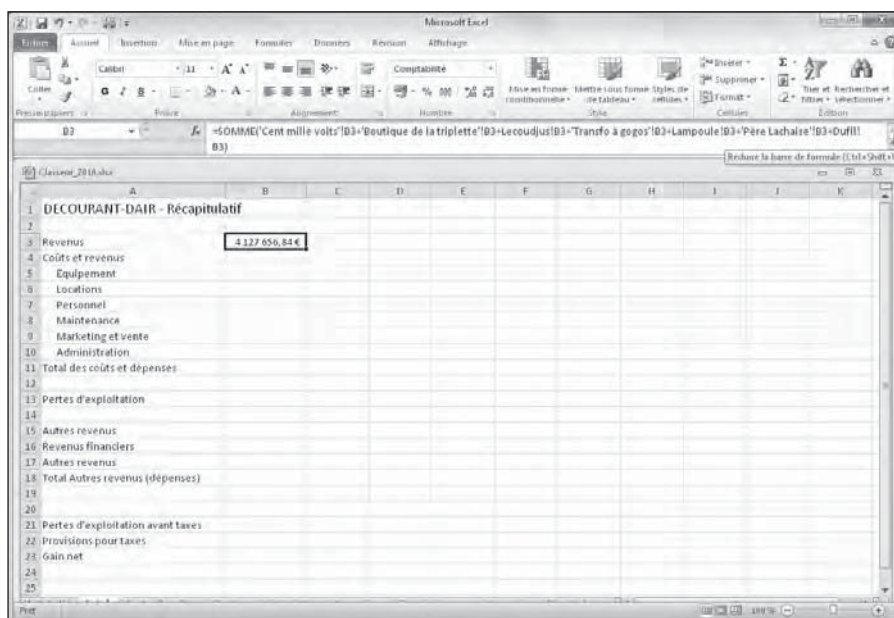 Microsoft Excel
Fichier Accueil Insertion Mise en page Formules Données Révision Affichage
Coller
Calibri 11 A A
G I S A
Comptabilité
% 000
Mise en forme conditionnelle
Mettre sous forme de tableau
Styles de cellules
Insérer
Supprimer
Format
Σ
Trier et filtrer
Rechercher et sélectionner
Presse-papiers Police Alignement Nombre Style Cellules Édition
B3 fx =SOMME('Cent mille volts'!B3+'Boutique de la triplette'!B3+Lecoudjus!B3+'Transfo à gogos'!B3+Lampoule!B3+'Père Lachaise'!B3+Dufil!
B3)
Réduire la barre de formule (Ctrl+Shift+
A B C D E F G H I J K
1 DECOURANT-DAIR - Récapitulatif
2
3 Revenus 4 127 656,84 €
4 Coûts et revenus
5 Equipement
6 Locations
7 Personnel
8 Maintenance
9 Marketing et vente
10 Administration
11 Total des coûts et dépenses
12
13 Pertes d'exploitation
14
15 Autres revenus
16 Revenus financiers
17 Autres revenus
18 Total Autres revenus (dépenses)
19
20
21 Pertes d'exploitation avant taxes
22 Provisions pour taxes
23 Gain net
24
25
Prêt 100 %